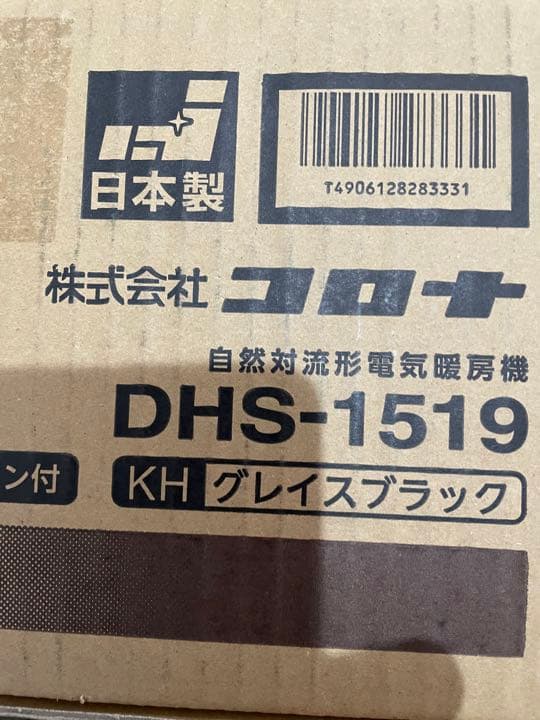 日本製
T4906128283331
株式会社 コロナ
自然対流形電気暖房機
DHS-1519
ン付
KH グレイスブラック